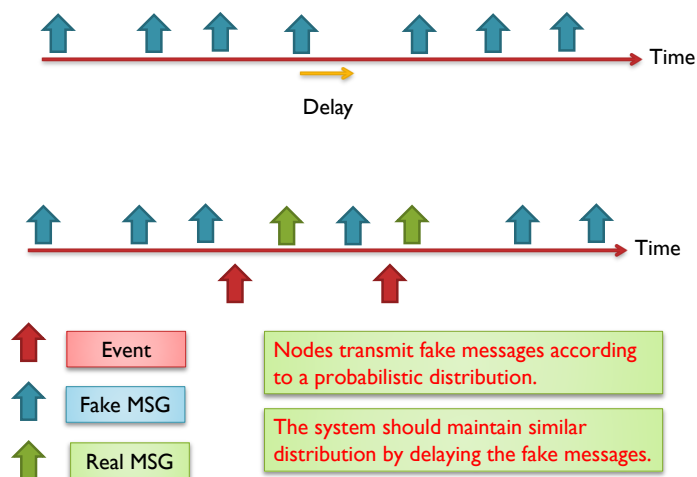 Time
Delay
Time
Event
Fake MSG
Real MSG
Nodes transmit fake messages according
to a probabilistic distribution.
The system should maintain similar
distribution by delaying the fake messages.